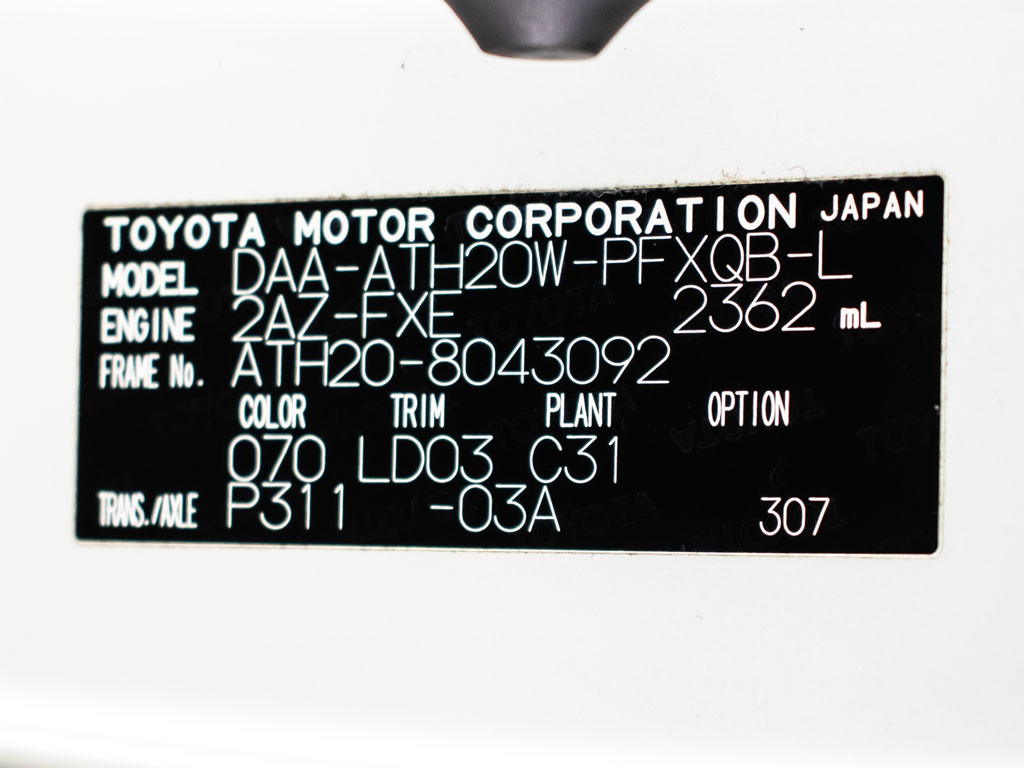 TOYOTA MOTOR CORPORATION JAPAN
MODEL DAA-ATH20W-PFXQB-L
ENGINE 2AZ-FXE 2362 mL
FRAME No. ATH20-8043092
COLOR TRIM PLANT OPTION
070 LD03 C31
TRANS./AXLE P311 -03A 307